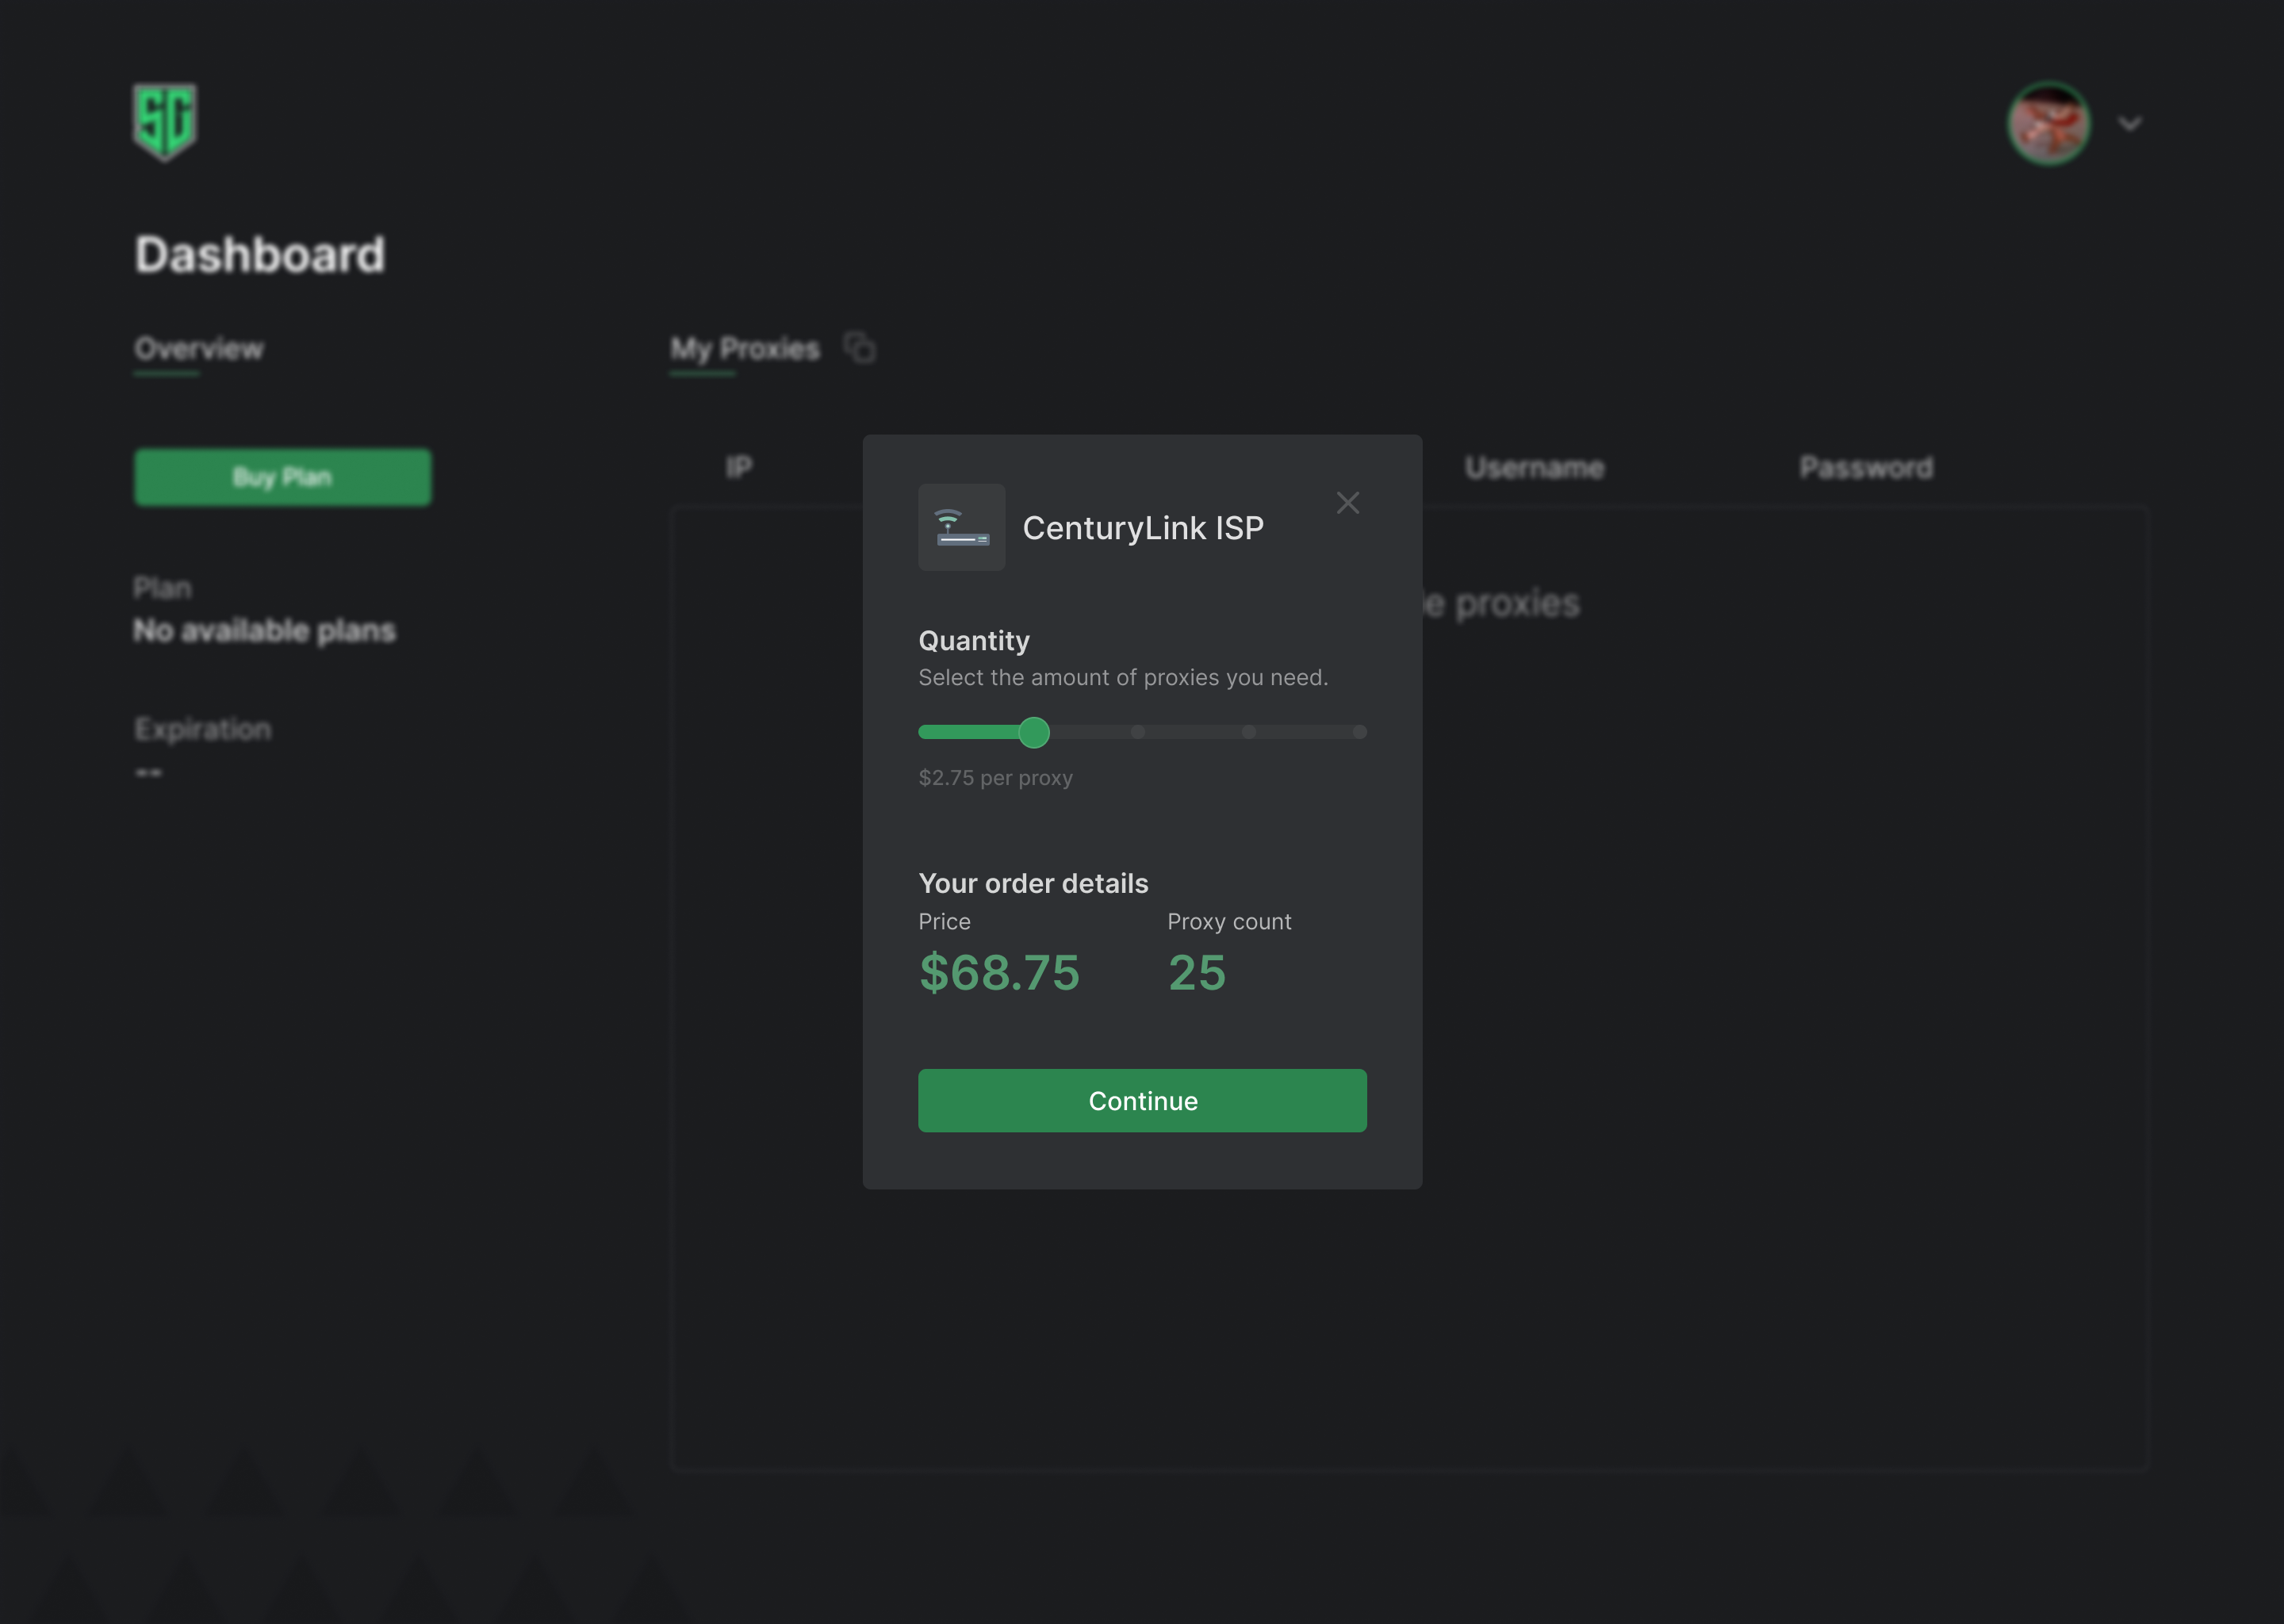 SG
Dashboard
Overview
My Proxies
Buy Plan
IP
Username
Password
Plan
No available plans
proxies
Expiration
--
CenturyLink ISP
Quantity
Select the amount of proxies you need.
$2.75 per proxy
Your order details
Price
Proxy count
$68.75
25
Continue